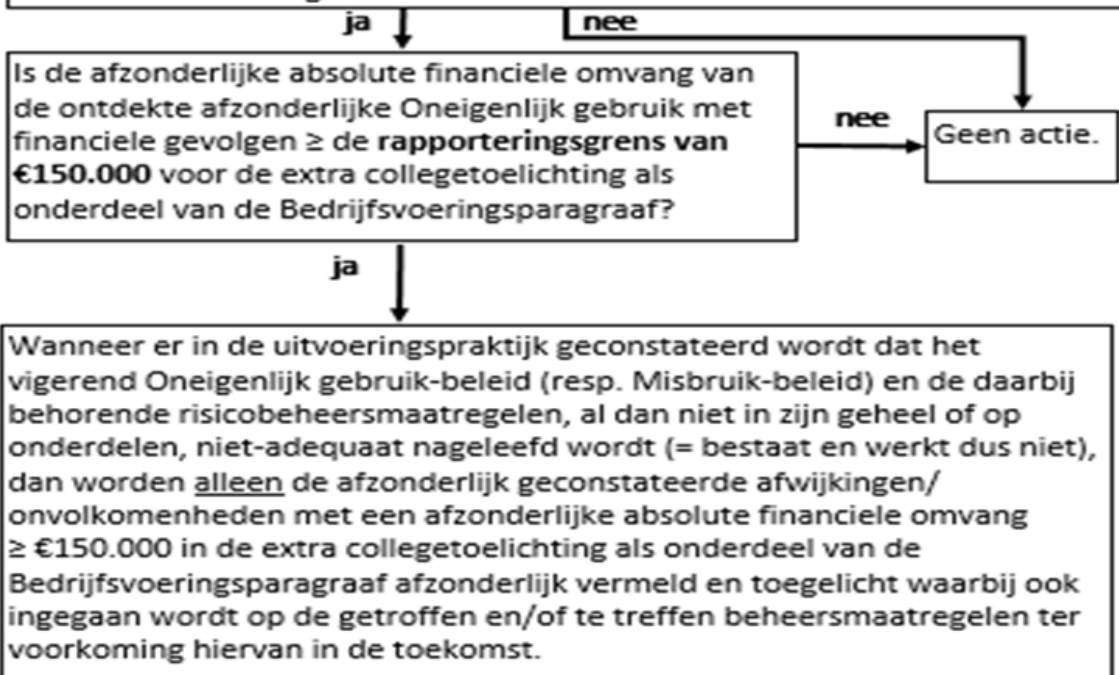 ja
nee
Is de afzonderlijke absolute financiele omvang van
de ontdekte afzonderlijke Oneigenlijk gebruik met
financiele gevolgen ≥ de rapporteringsgrens van
€150.000 voor de extra collegetoelichting als
onderdeel van de Bedrijfsvoeringsparagraaf?
nee
Geen actie.
ja
Wanneer er in de uitvoeringspraktijk geconstateerd wordt dat het
vigerend Oneigenlijk gebruik-beleid (resp. Misbruik-beleid) en de daarbij
behorende risicobeheersmaatregelen, al dan niet in zijn geheel of op
onderdelen, niet-adequaat nageleefd wordt (= bestaat en werkt dus niet),
dan worden alleen de afzonderlijk geconstateerde afwijkingen/
onvolkomenheden met een afzonderlijke absolute financiele omvang
≥ €150.000 in de extra collegetoelichting als onderdeel van de
Bedrijfsvoeringsparagraaf afzonderlijk vermeld en toegelicht waarbij ook
ingegaan wordt op de getroffen en/of te treffen beheersmaatregelen ter
voorkoming hiervan in de toekomst.